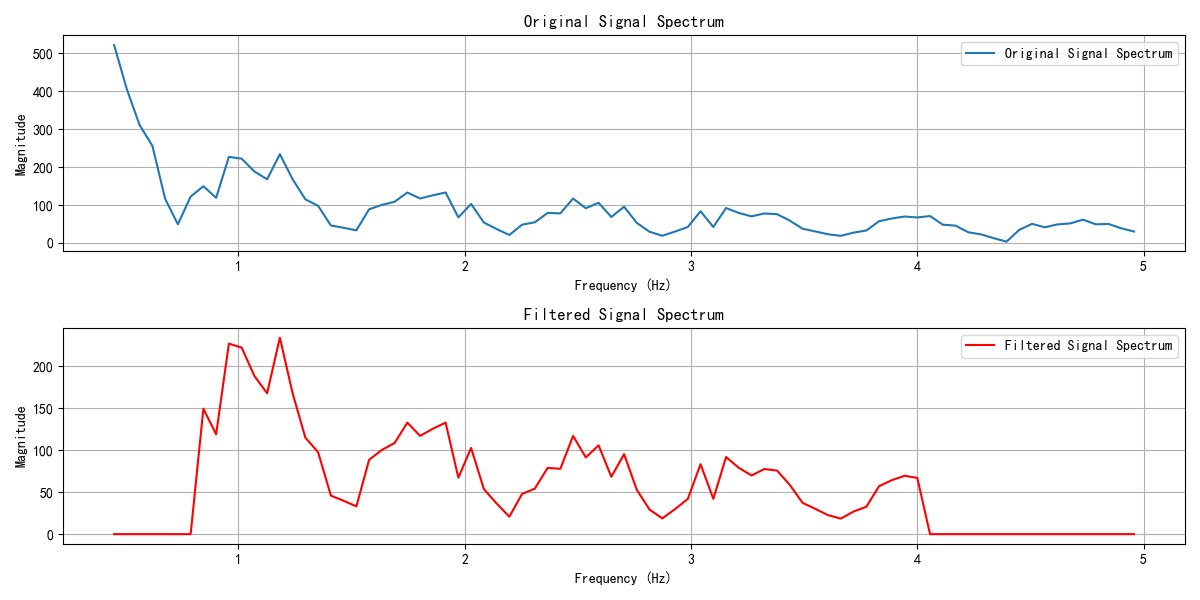 Original Signal Spectrum
500
400
300
200
100
0
Magnitude
Original Signal Spectrum
1
2
3
4
5
Frequency (Hz)
Filtered Signal Spectrum
200
150
100
50
0
Magnitude
Filtered Signal Spectrum
1
2
3
4
5
Frequency (Hz)